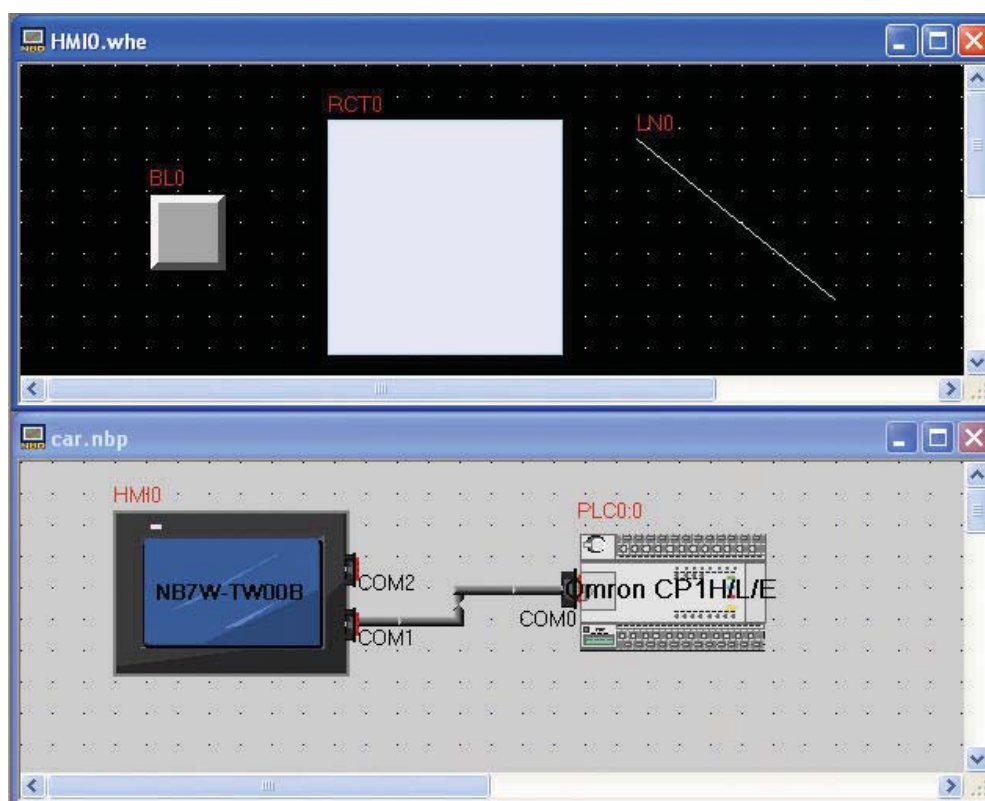 HMI0.whe
RCT0
LN0
BL0
car.nbp
HMI0
PLC0:0
NB7W-TW00B
COM2
Omron CP1H/L/E
COM0
COM1